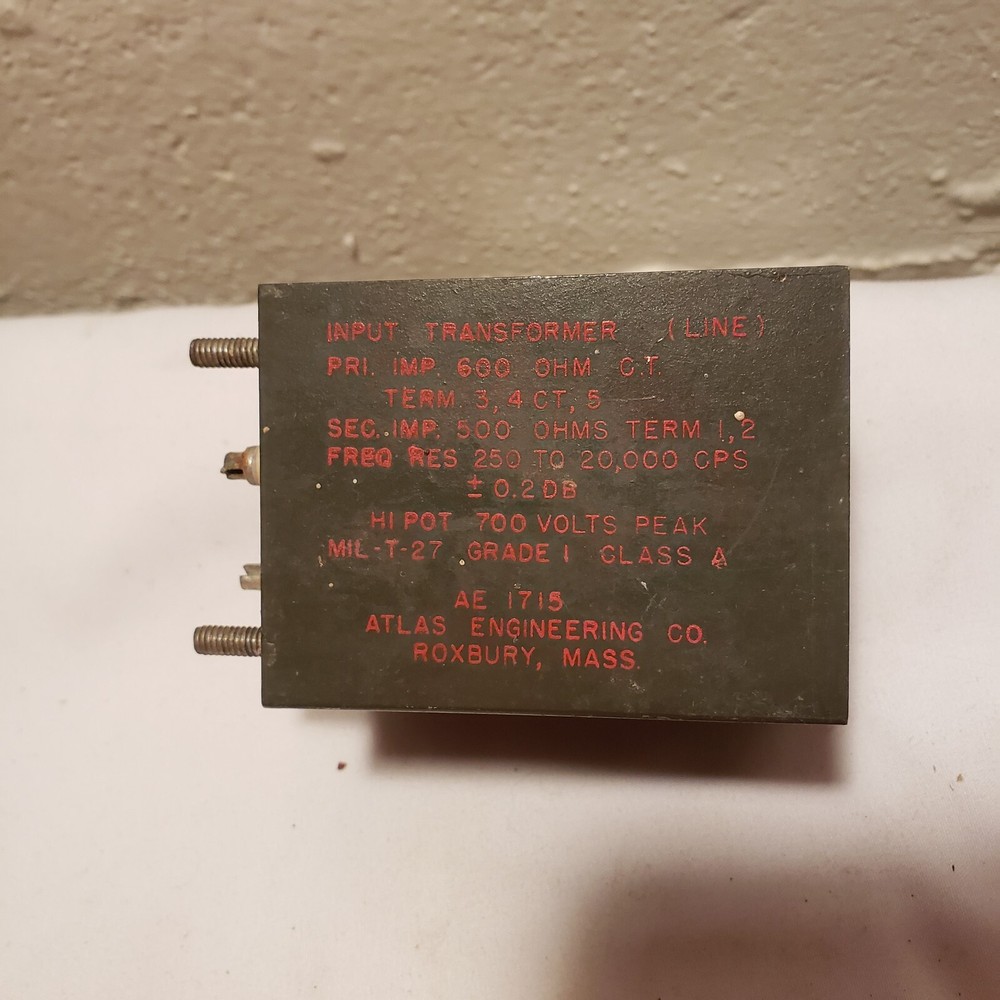 INPUT TRANSFORMER (LINE)
PRI. IMP. 600 OHM C.T.
TERM. 3, 4 CT, 5
SEC. IMP. 500 OHMS TERM 1,2
FREQ RES 250 TO 20,000 CPS
± 0.2 DB
HI POT 700 VOLTS PEAK
MIL-T-27 GRADE 1 CLASS A
AE 1715
ATLAS ENGINEERING CO.
ROXBURY, MASS.